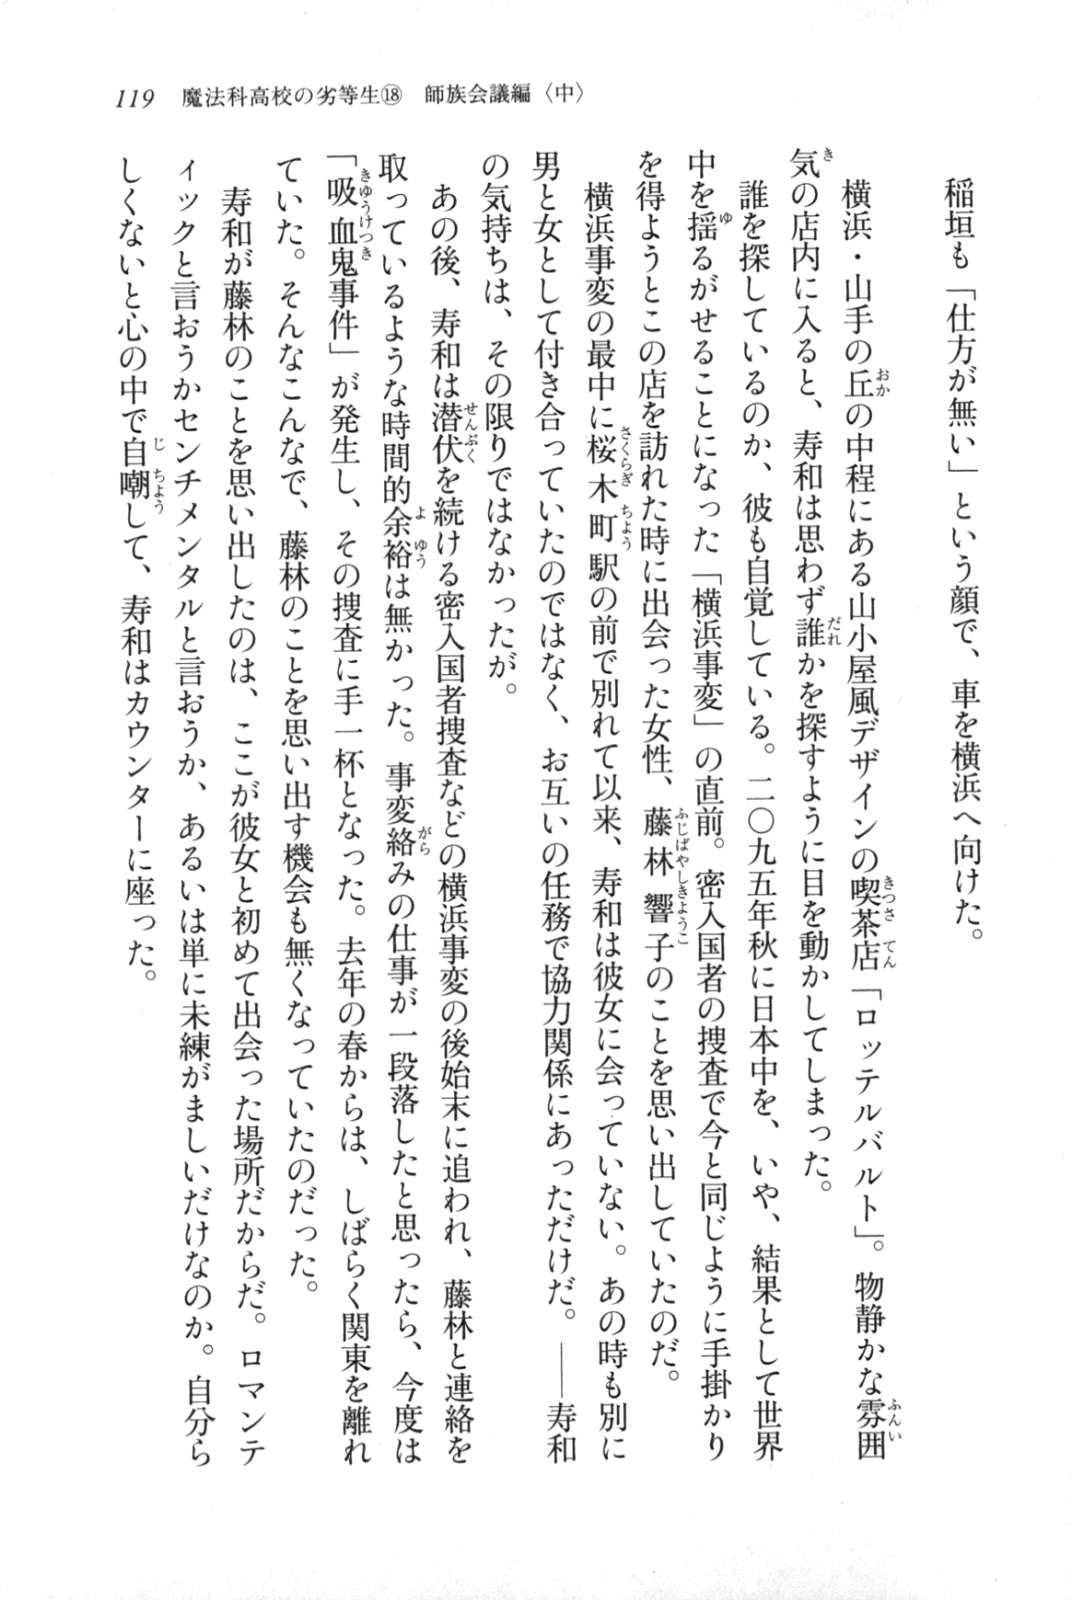 119　魔法科高校の劣等生⑱　師族会議編〈中〉
稲垣も「仕方が無い」という顔で、車を横浜へ向けた。
横浜・山手の丘の中程にある山小屋風デザインの喫茶店「ロッテルバルト」。物静かな雰囲
気の店内に入ると、寿和は思わず誰かを探すように目を動かしてしまった。
誰を探しているのか、彼も自覚している。二〇九五年秋に日本中を、いや、結果として世界
中を揺るがせることになった「横浜事変」の直前。密入国者の捜査で今と同じように手掛かり
を得ようとこの店を訪れた時に出会った女性、藤林響子のことを思い出していたのだ。
横浜事変の最中に桜木町駅の前で別れて以来、寿和は彼女に会っていない。あの時も別に
男と女として付き合っていたのではなく、お互いの任務で協力関係にあっただけだ。――寿和
の気持ちは、その限りではなかったが。
あの後、寿和は潜伏を続ける密入国者捜査などの横浜事変の後始末に追われ、藤林と連絡を
取っているような時間的余裕は無かった。事変絡みの仕事が一段落したと思ったら、今度は
「吸血鬼事件」が発生し、その捜査に手一杯となった。去年の春からは、しばらく関東を離れ
ていた。そんなこんなで、藤林のことを思い出す機会も無くなっていたのだった。
寿和が藤林のことを思い出したのは、ここが彼女と初めて出会った場所だからだ。ロマンテ
ィックと言おうかセンチメンタルと言おうか、あるいは単に未練がましいだけなのか。自分ら
しくないと心の中で自嘲して、寿和はカウンターに座った。